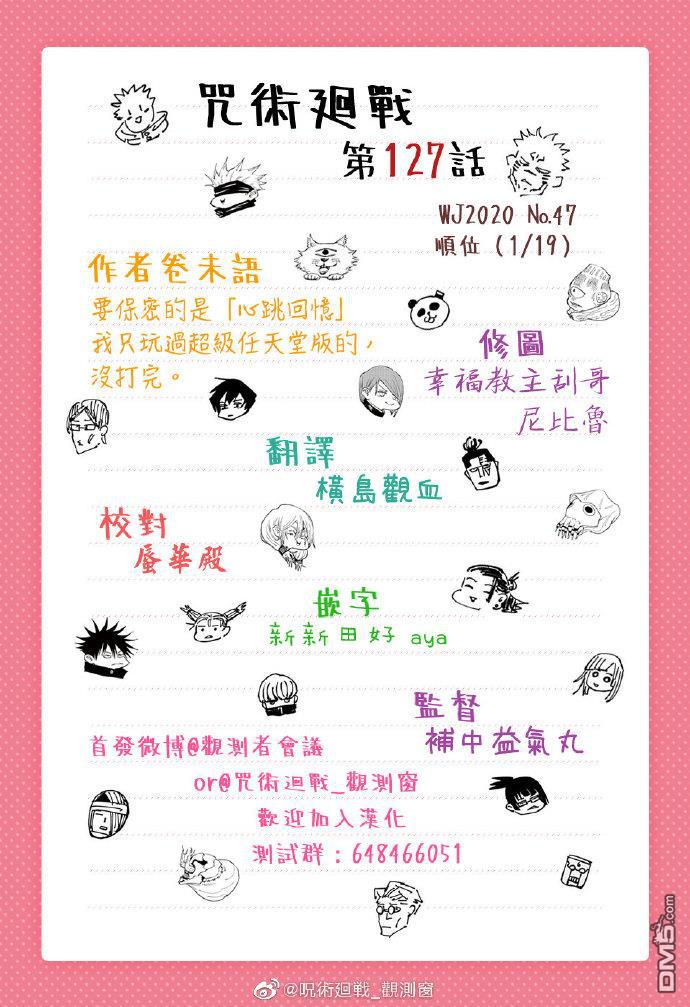 咒術廻戰
第127話
WJ2020 No.47
順位（1/19）
作者卷末語
要保密的是「心跳回憶」
我只玩過超級任天堂版的，
沒打完。
修圖
幸福教主刮哥
尼比魯
翻譯
橫島觀血
校對
蜃華殿
嵌字
新新田好 aya
監督
補中益氣丸
首發微博@觀測者會議
or@咒術廻戰_觀測窗
歡迎加入漢化
測試群：648466051
@呪術廻戦_觀測窗
DM5.com